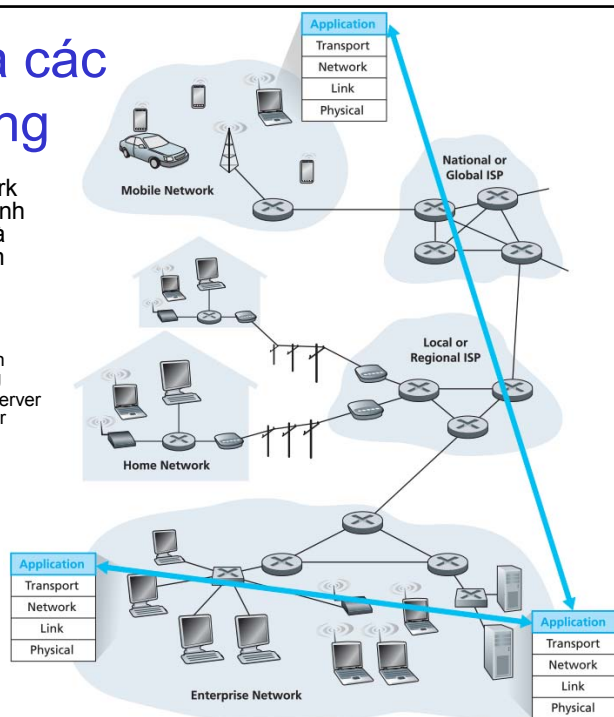 a các
ng
rk
nh
a
n
n
g
erver
r
Application
Transport
Network
Link
Physical
Mobile Network
National or
Global ISP
Local or
Regional ISP
Home Network
Application
Transport
Network
Link
Physical
Enterprise Network
Application
Transport
Network
Link
Physical